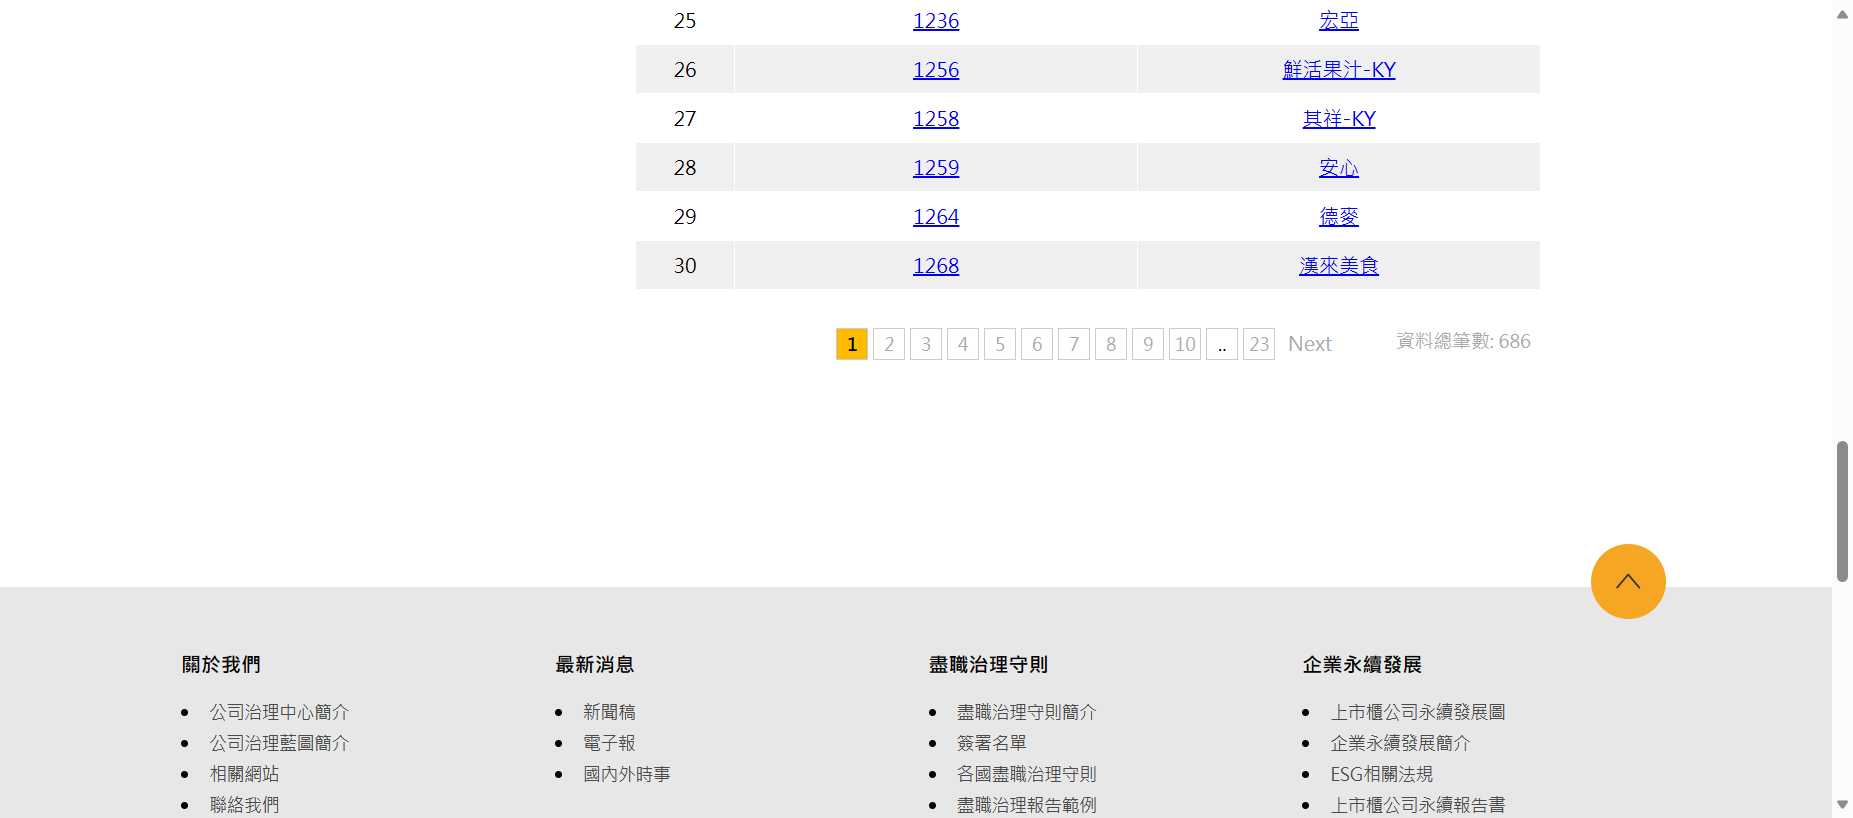 25 1236 宏亞
26 1256 鮮活果汁-KY
27 1258 其祥-KY
28 1259 安心
29 1264 德麥
30 1268 漢來美食
1 2 3 4 5 6 7 8 9 10 .. 23 Next 資料總筆數: 686
關於我們
公司治理中心簡介
公司治理藍圖簡介
相關網站
聯絡我們
最新消息
新聞稿
電子報
國內外時事
盡職治理守則
盡職治理守則簡介
簽署名單
各國盡職治理守則
盡職治理報告範例
企業永續發展
上市櫃公司永續發展圖
企業永續發展簡介
ESG相關法規
上市櫃公司永續報告書